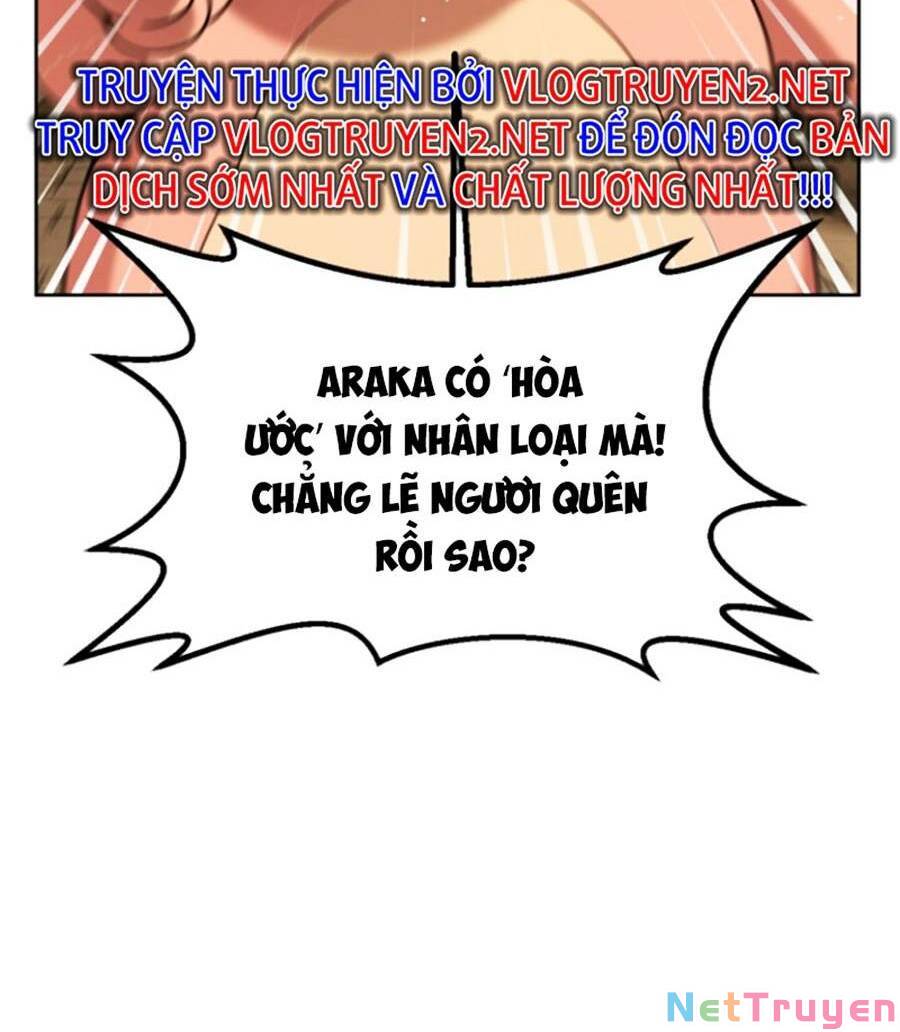 TRUYỆN THỰC HIỆN BỞI VLOGTRUYEN2.NET
TRUY CẬP VLOGTRUYEN2.NET ĐỂ ĐÓN ĐỌC BẢN
DỊCH SỚM NHẤT VÀ CHẤT LƯỢNG NHẤT!!!
ARAKA CÓ ‘HÒA
ƯỚC’ VỚI NHÂN LOẠI MÀ!
CHẲNG LẼ NGƯƠI QUÊN
RỒI SAO?
NetTruyen